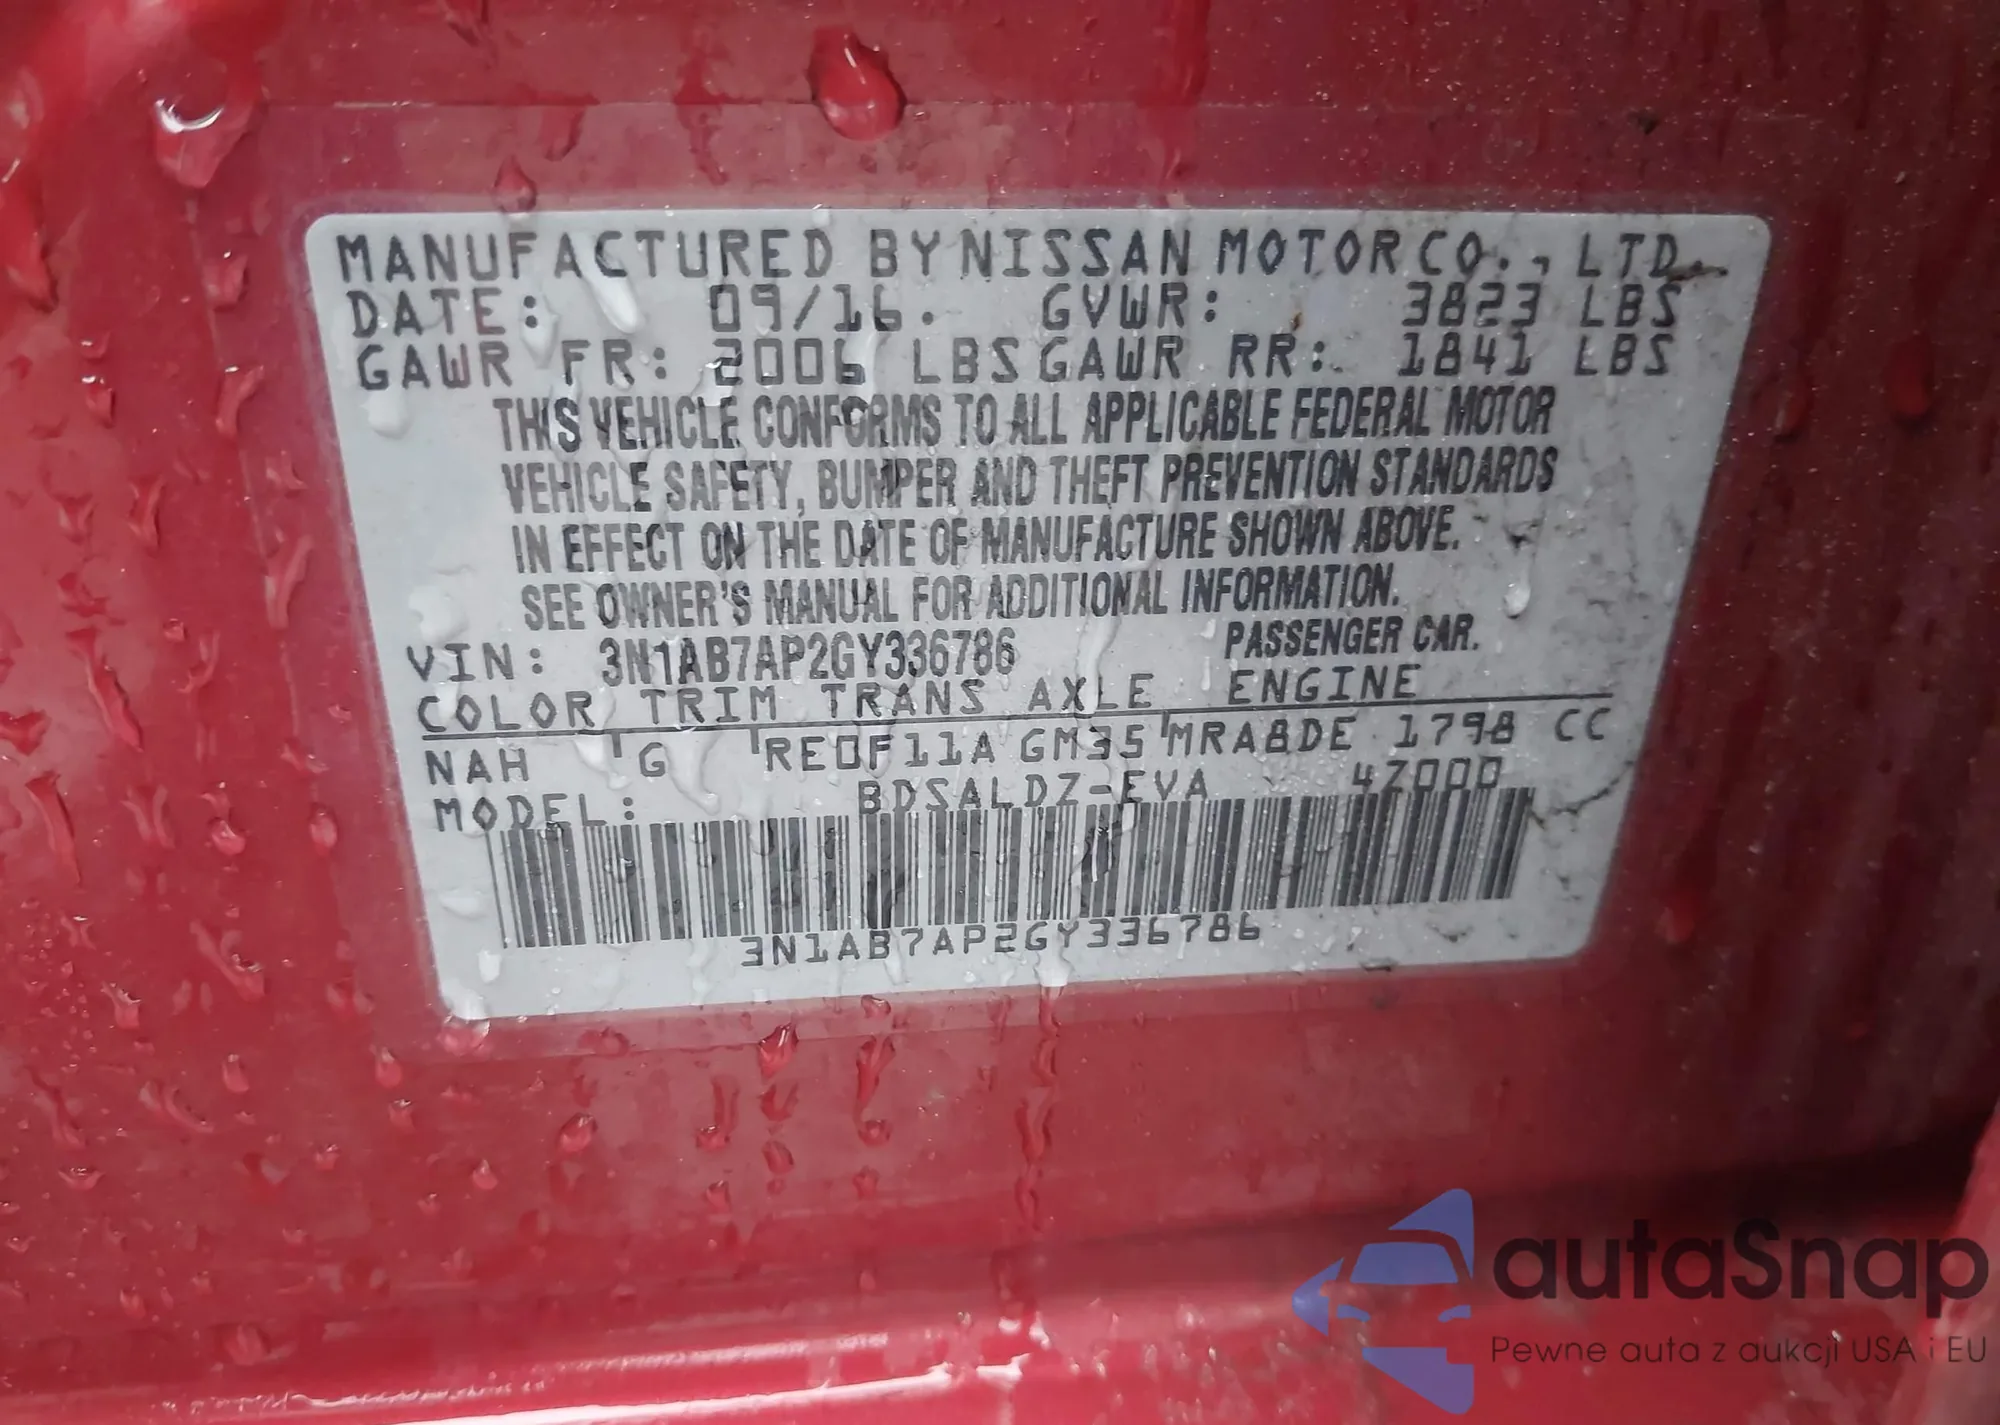 MANUFACTURED BY NISSAN MOTOR CO., LTD.
DATE: 09/16. GVWR: 3823 LBS
GAWR FR: 2006 LBS GAWR RR: 1841 LBS
THIS VEHICLE CONFORMS TO ALL APPLICABLE FEDERAL MOTOR
VEHICLE SAFETY, BUMPER AND THEFT PREVENTION STANDARDS
IN EFFECT ON THE DATE OF MANUFACTURE SHOWN ABOVE.
SEE OWNER'S MANUAL FOR ADDITIONAL INFORMATION.
VIN: 3N1AB7AP2GY336786 PASSENGER CAR.
COLOR TRIM TRANS AXLE ENGINE
NAH G RE0F11A GM35 MRA8DE 1798 CC
MODEL: BDSALDZ-EVA 4Z000
3N1AB7AP2GY336786
autaSnap
Pewne auta z aukcji USA i EU